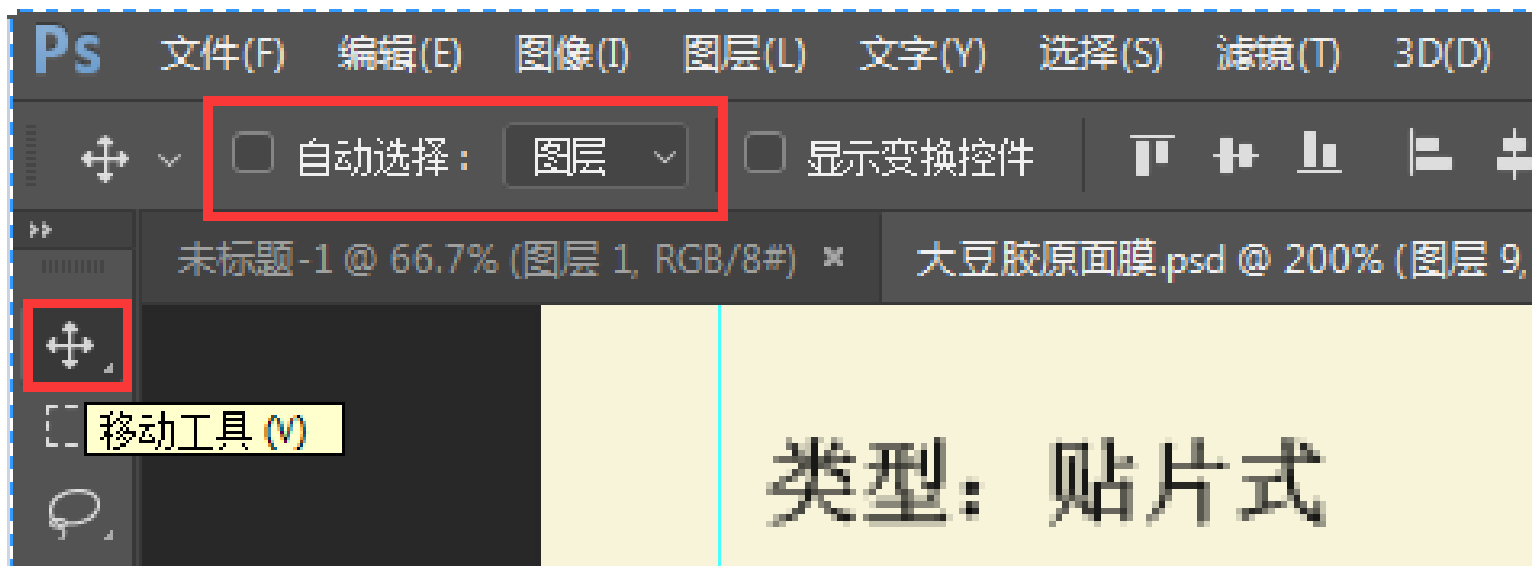 Ps 文件(F) 编辑(E) 图像(I) 图层(L) 文字(Y) 选择(S) 滤镜(T) 3D(D)
自动选择： 图层 显示变换控件
未标题-1 @ 66.7% (图层 1, RGB/8#) × 大豆胶原面膜.psd @ 200% (图层 9,
移动工具 (V)
类型：贴片式